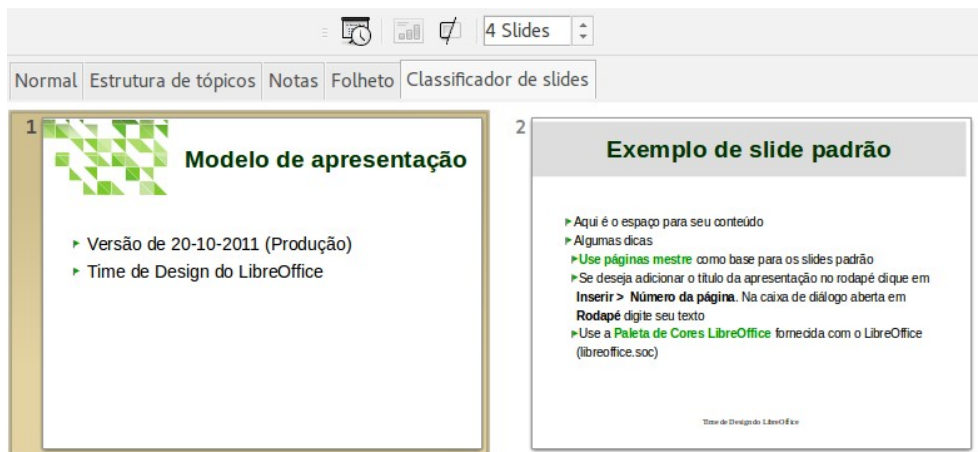 4 Slides
Normal Estrutura de tópicos Notas Folheto Classificador de slides
1
Modelo de apresentação
Versão de 20-10-2011 (Produção)
Time de Design do LibreOffice
2
Exemplo de slide padrão
Aqui é o espaço para seu conteúdo
Algumas dicas
Use páginas mestre como base para os slides padrão
Se deseja adicionar o título da apresentação no rodapé clique em
Inserir > Número da página. Na caixa de diálogo aberta em
Rodapé digite seu texto
Use a Paleta de Cores LibreOffice fornecida com o LibreOffice
(libreoffice.soc)
Time de Design do LibreOffice